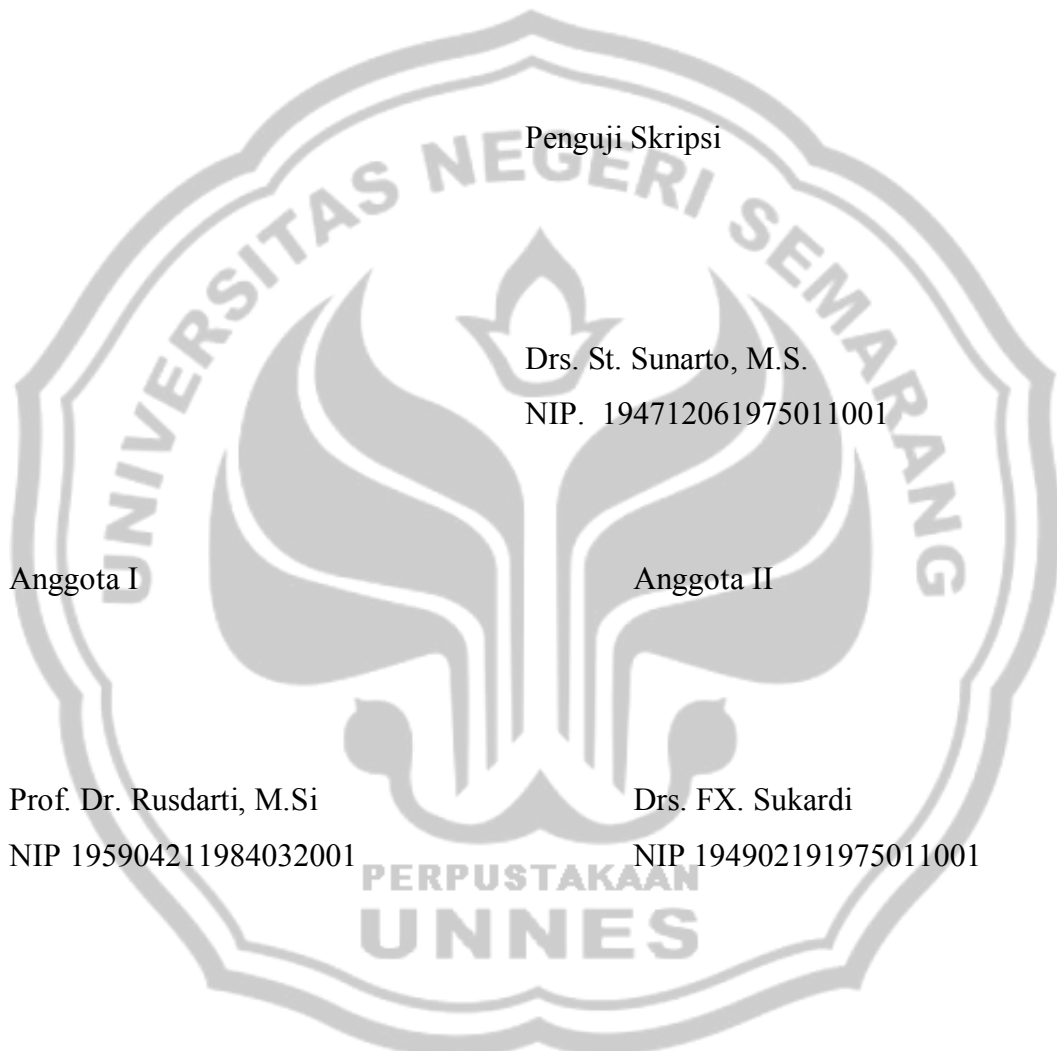 UNIVERSITAS NEGERI SEMARANG
Penguji Skripsi
Drs. St. Sunarto, M.S.
NIP. 194712061975011001
Anggota I Anggota II
Prof. Dr. Rusdarti, M.Si Drs. FX. Sukardi
NIP 195904211984032001 NIP 194902191975011001
PERPUSTAKAAN
UNNES